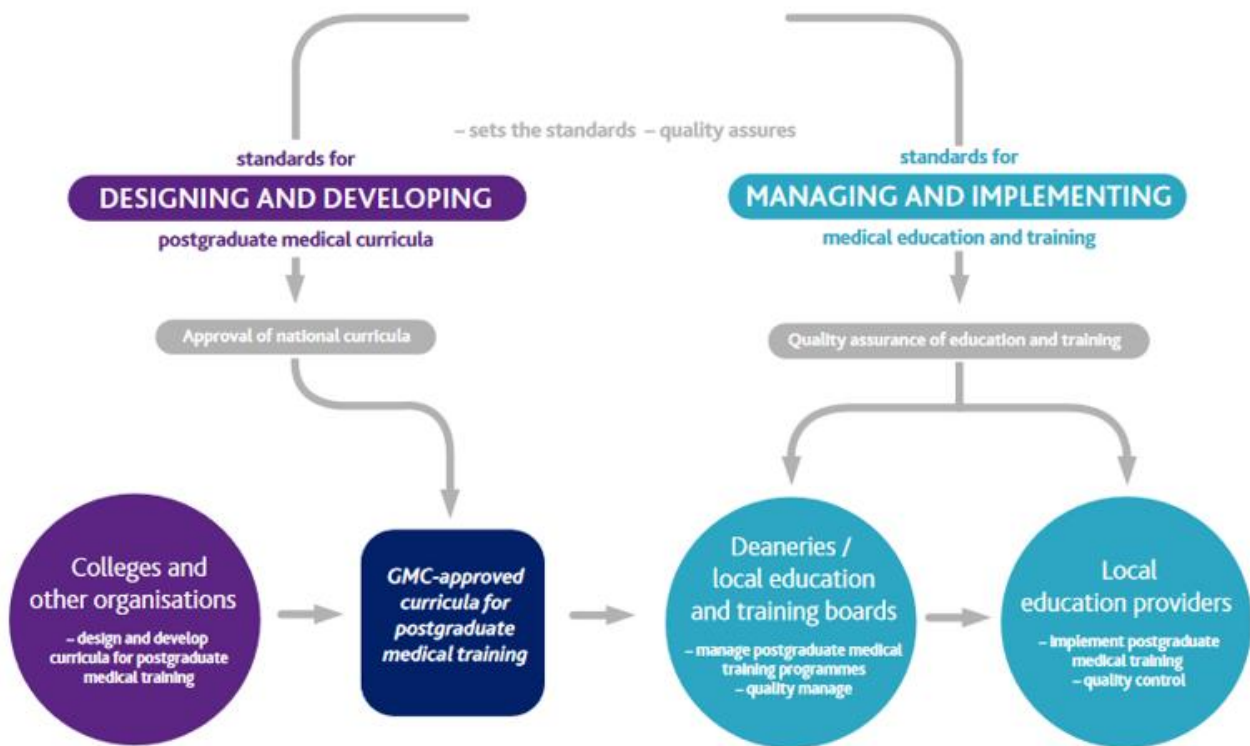 – sets the standards – quality assures
standards for
DESIGNING AND DEVELOPING
postgraduate medical curricula
standards for
MANAGING AND IMPLEMENTING
medical education and training
Approval of national curricula
Quality assurance of education and training
Colleges and
other organisations
– design and develop
curricula for postgraduate
medical training
GMC-approved
curricula for
postgraduate
medical training
Deaneries /
local education
and training boards
– manage postgraduate medical
training programmes
– quality manage
Local
education providers
– implement postgraduate
medical training
– quality control